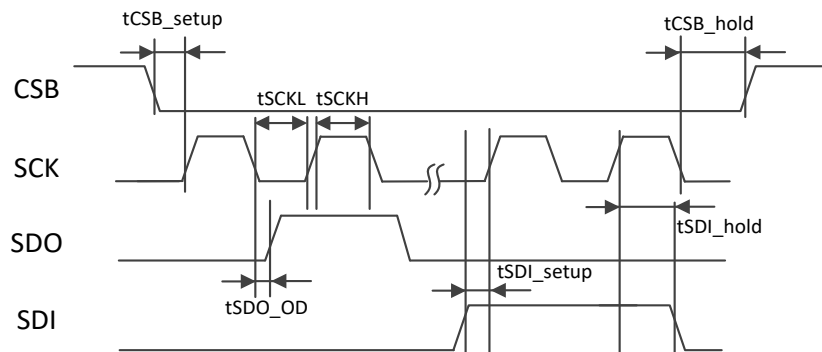 tCSB_setup
tCSB_hold
CSB
tSCKL
tSCKH
SCK
tSDI_hold
SDO
tSDI_setup
tSDO_OD
SDI